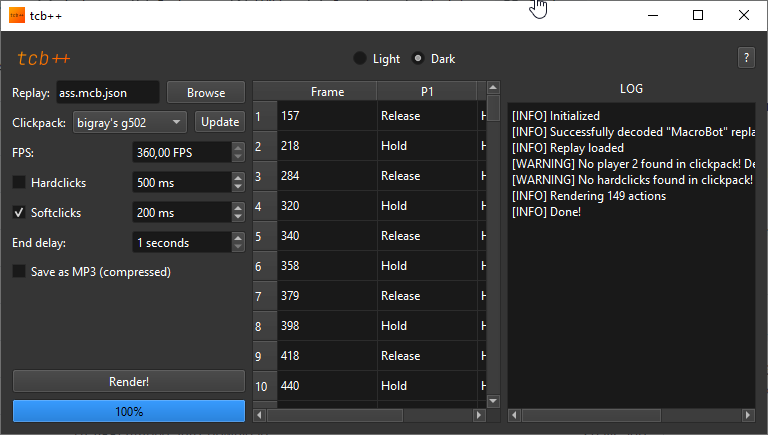 tcb++
tcb++
Light
Dark
?
Replay:
ass.mcb.json
Browse
Clickpack:
bigray's g502
Update
FPS:
360,00 FPS
Hardclicks
500 ms
Softclicks
200 ms
End delay:
1 seconds
Save as MP3 (compressed)
Render!
100%
Frame P1
1 157 Release H
2 218 Hold H
3 284 Release H
4 320 Hold H
5 340 Release H
6 358 Hold H
7 379 Release H
8 398 Hold H
9 418 Release H
10 440 Hold H
LOG
[INFO] Initialized
[INFO] Successfully decoded "MacroBot" repla
[INFO] Replay loaded
[WARNING] No player 2 found in clickpack! De
[WARNING] No hardclicks found in clickpack!
[INFO] Rendering 149 actions
[INFO] Done!